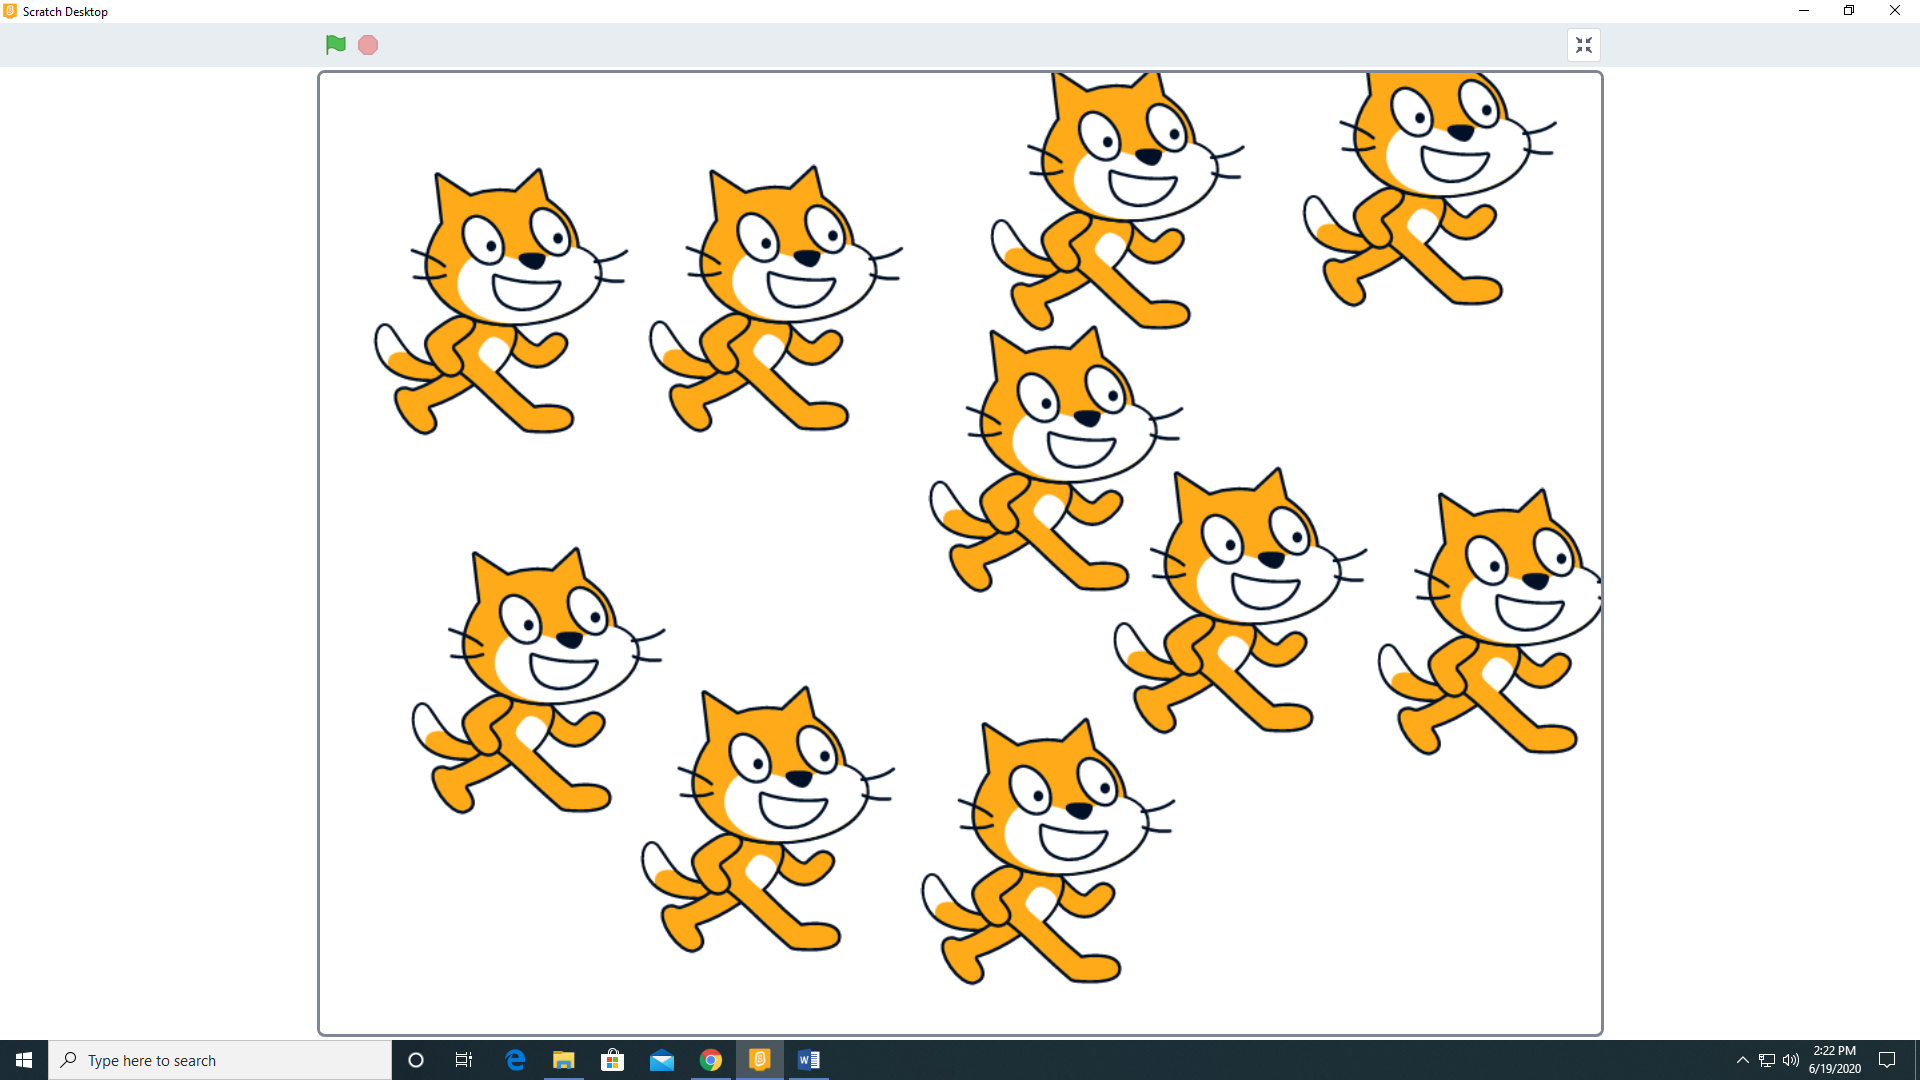 Scratch Desktop
Type here to search
2:22 PM
6/19/2020